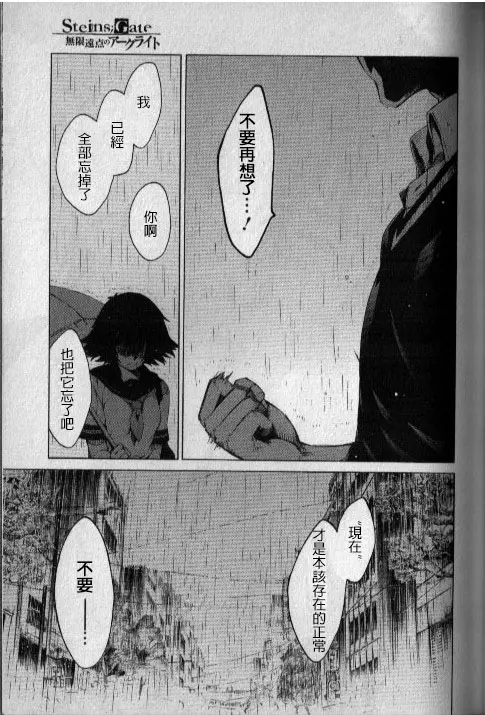 Steins;Gate
無限遠点のアークライト
不要再想了……！
我
已經
全部忘掉了
你啊
也把它忘了吧
“現在”
才是本該存在的正常
不要——……